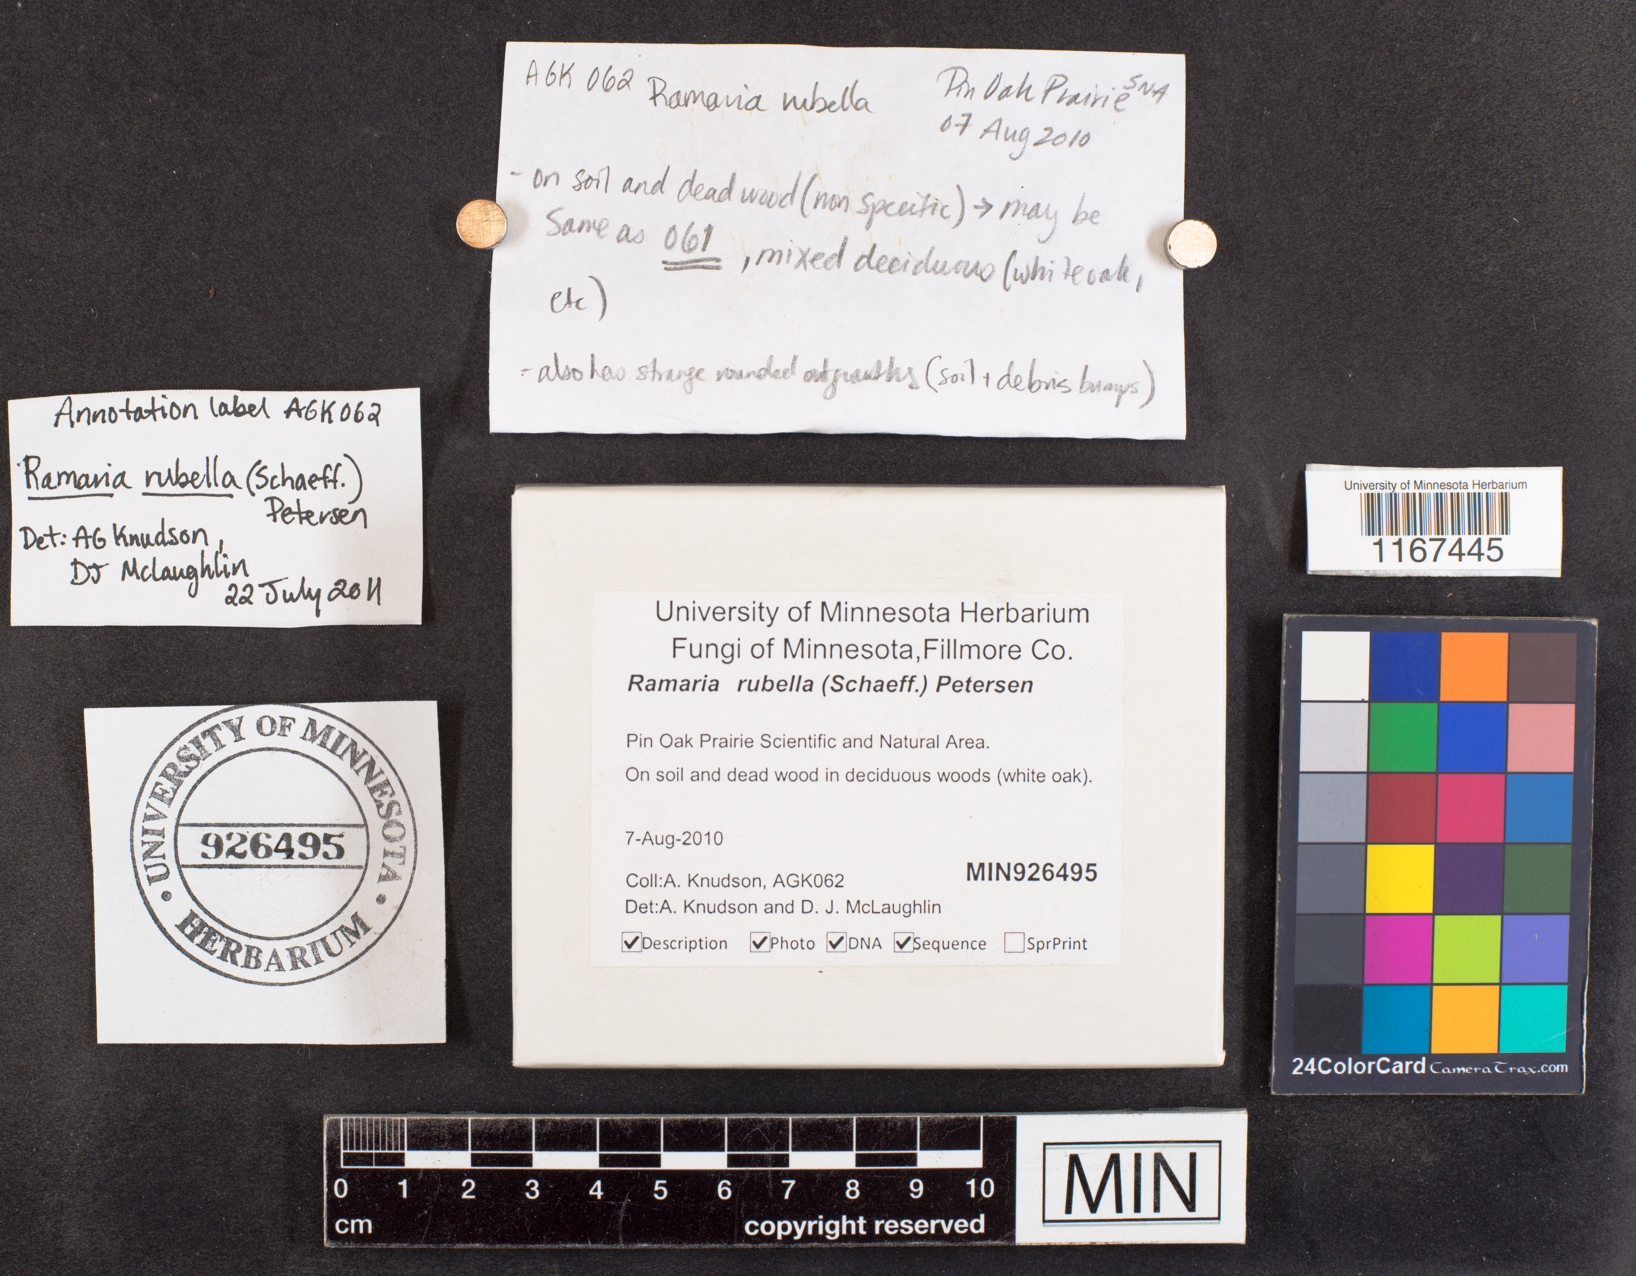 AGK 062 Ramaria rubella
Pin Oak Prairie SNA
07 Aug 2010
- on soil and dead wood (non specific) → may be
same as 061, mixed deciduous (white oak,
etc)
- also has strange rounded outgrowths (soil + debris bumps)
Annotation label AGK062
Ramaria rubella (Schaeff.)
Petersen
Det: AG Knudson,
DJ McLaughlin
22 July 2011
UNIVERSITY OF MINNESOTA
926495
HERBARIUM
University of Minnesota Herbarium
Fungi of Minnesota,Fillmore Co.
Ramaria rubella (Schaeff.) Petersen
Pin Oak Prairie Scientific and Natural Area.
On soil and dead wood in deciduous woods (white oak).
7-Aug-2010
MIN926495
Coll:A. Knudson, AGK062
Det:A. Knudson and D. J. McLaughlin
Description Photo DNA Sequence SprPrint
University of Minnesota Herbarium
1167445
24ColorCard CameraTrax.com
0 1 2 3 4 5 6 7 8 9 10
cm copyright reserved
MIN